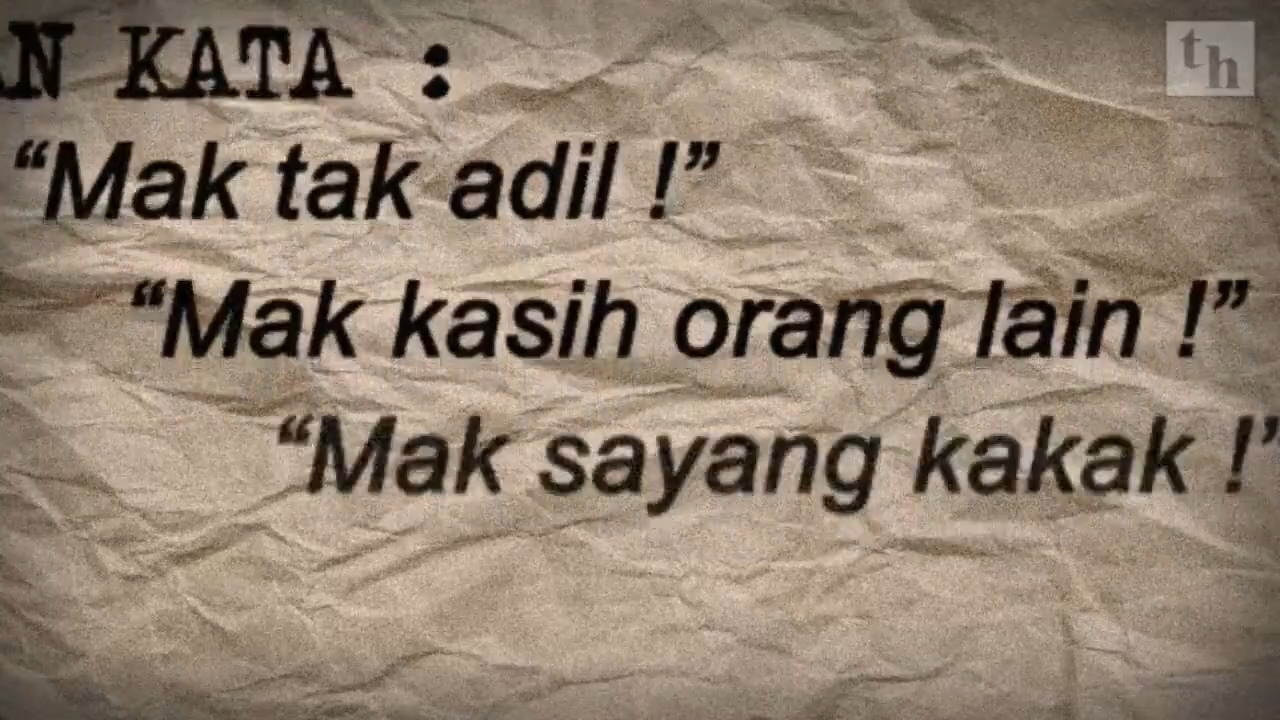 N KATA :
“Mak tak adil !”
“Mak kasih orang lain !”
“Mak sayang kakak !”
th